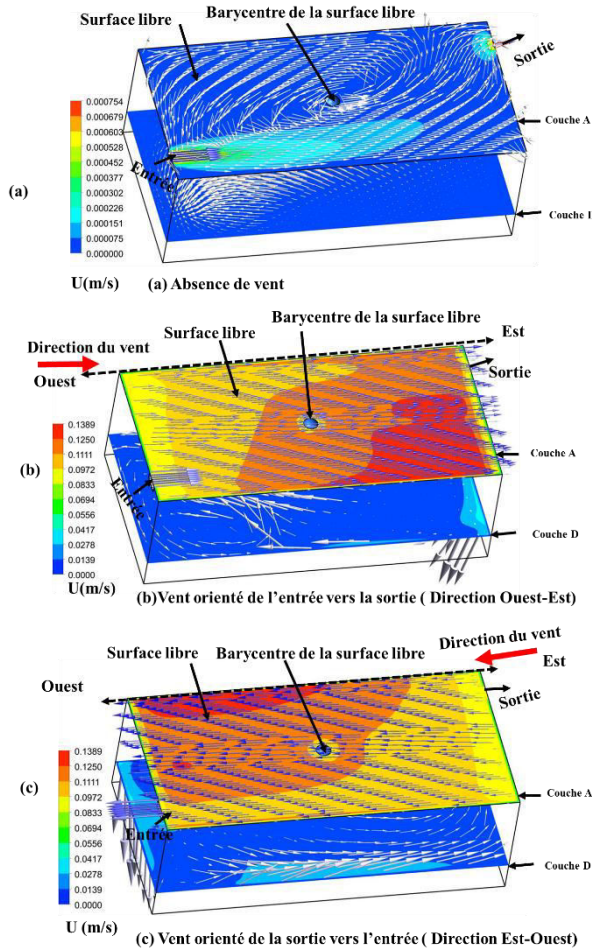 Surface libre
Barycentre de la surface libre
Sortie
0.000754
0.000679
0.000603
0.000528
0.000452
0.000377
0.000302
0.000226
0.000151
0.000075
0.000000
Couche A
Entrée
(a)
Couche I
U(m/s)
(a) Absence de vent
Barycentre de la surface libre
Surface libre
Est
Direction du vent
Ouest
Sortie
0.1389
0.1250
0.1111
0.0972
0.0833
0.0694
0.0556
0.0417
0.0278
0.0139
0.0000
(b)
Couche A
Entrée
Couche D
U(m/s)
(b)Vent orienté de l'entrée vers la sortie ( Direction Ouest-Est)
Direction du vent
Surface libre
Barycentre de la surface libre
Est
Ouest
Sortie
0.1389
0.1250
0.1111
0.0972
0.0833
0.0694
0.0556
0.0417
0.0278
0.0139
0.0000
(c)
Couche A
Entrée
Couche D
U (m/s)
(c) Vent orienté de la sortie vers l'entrée ( Direction Est-Ouest)